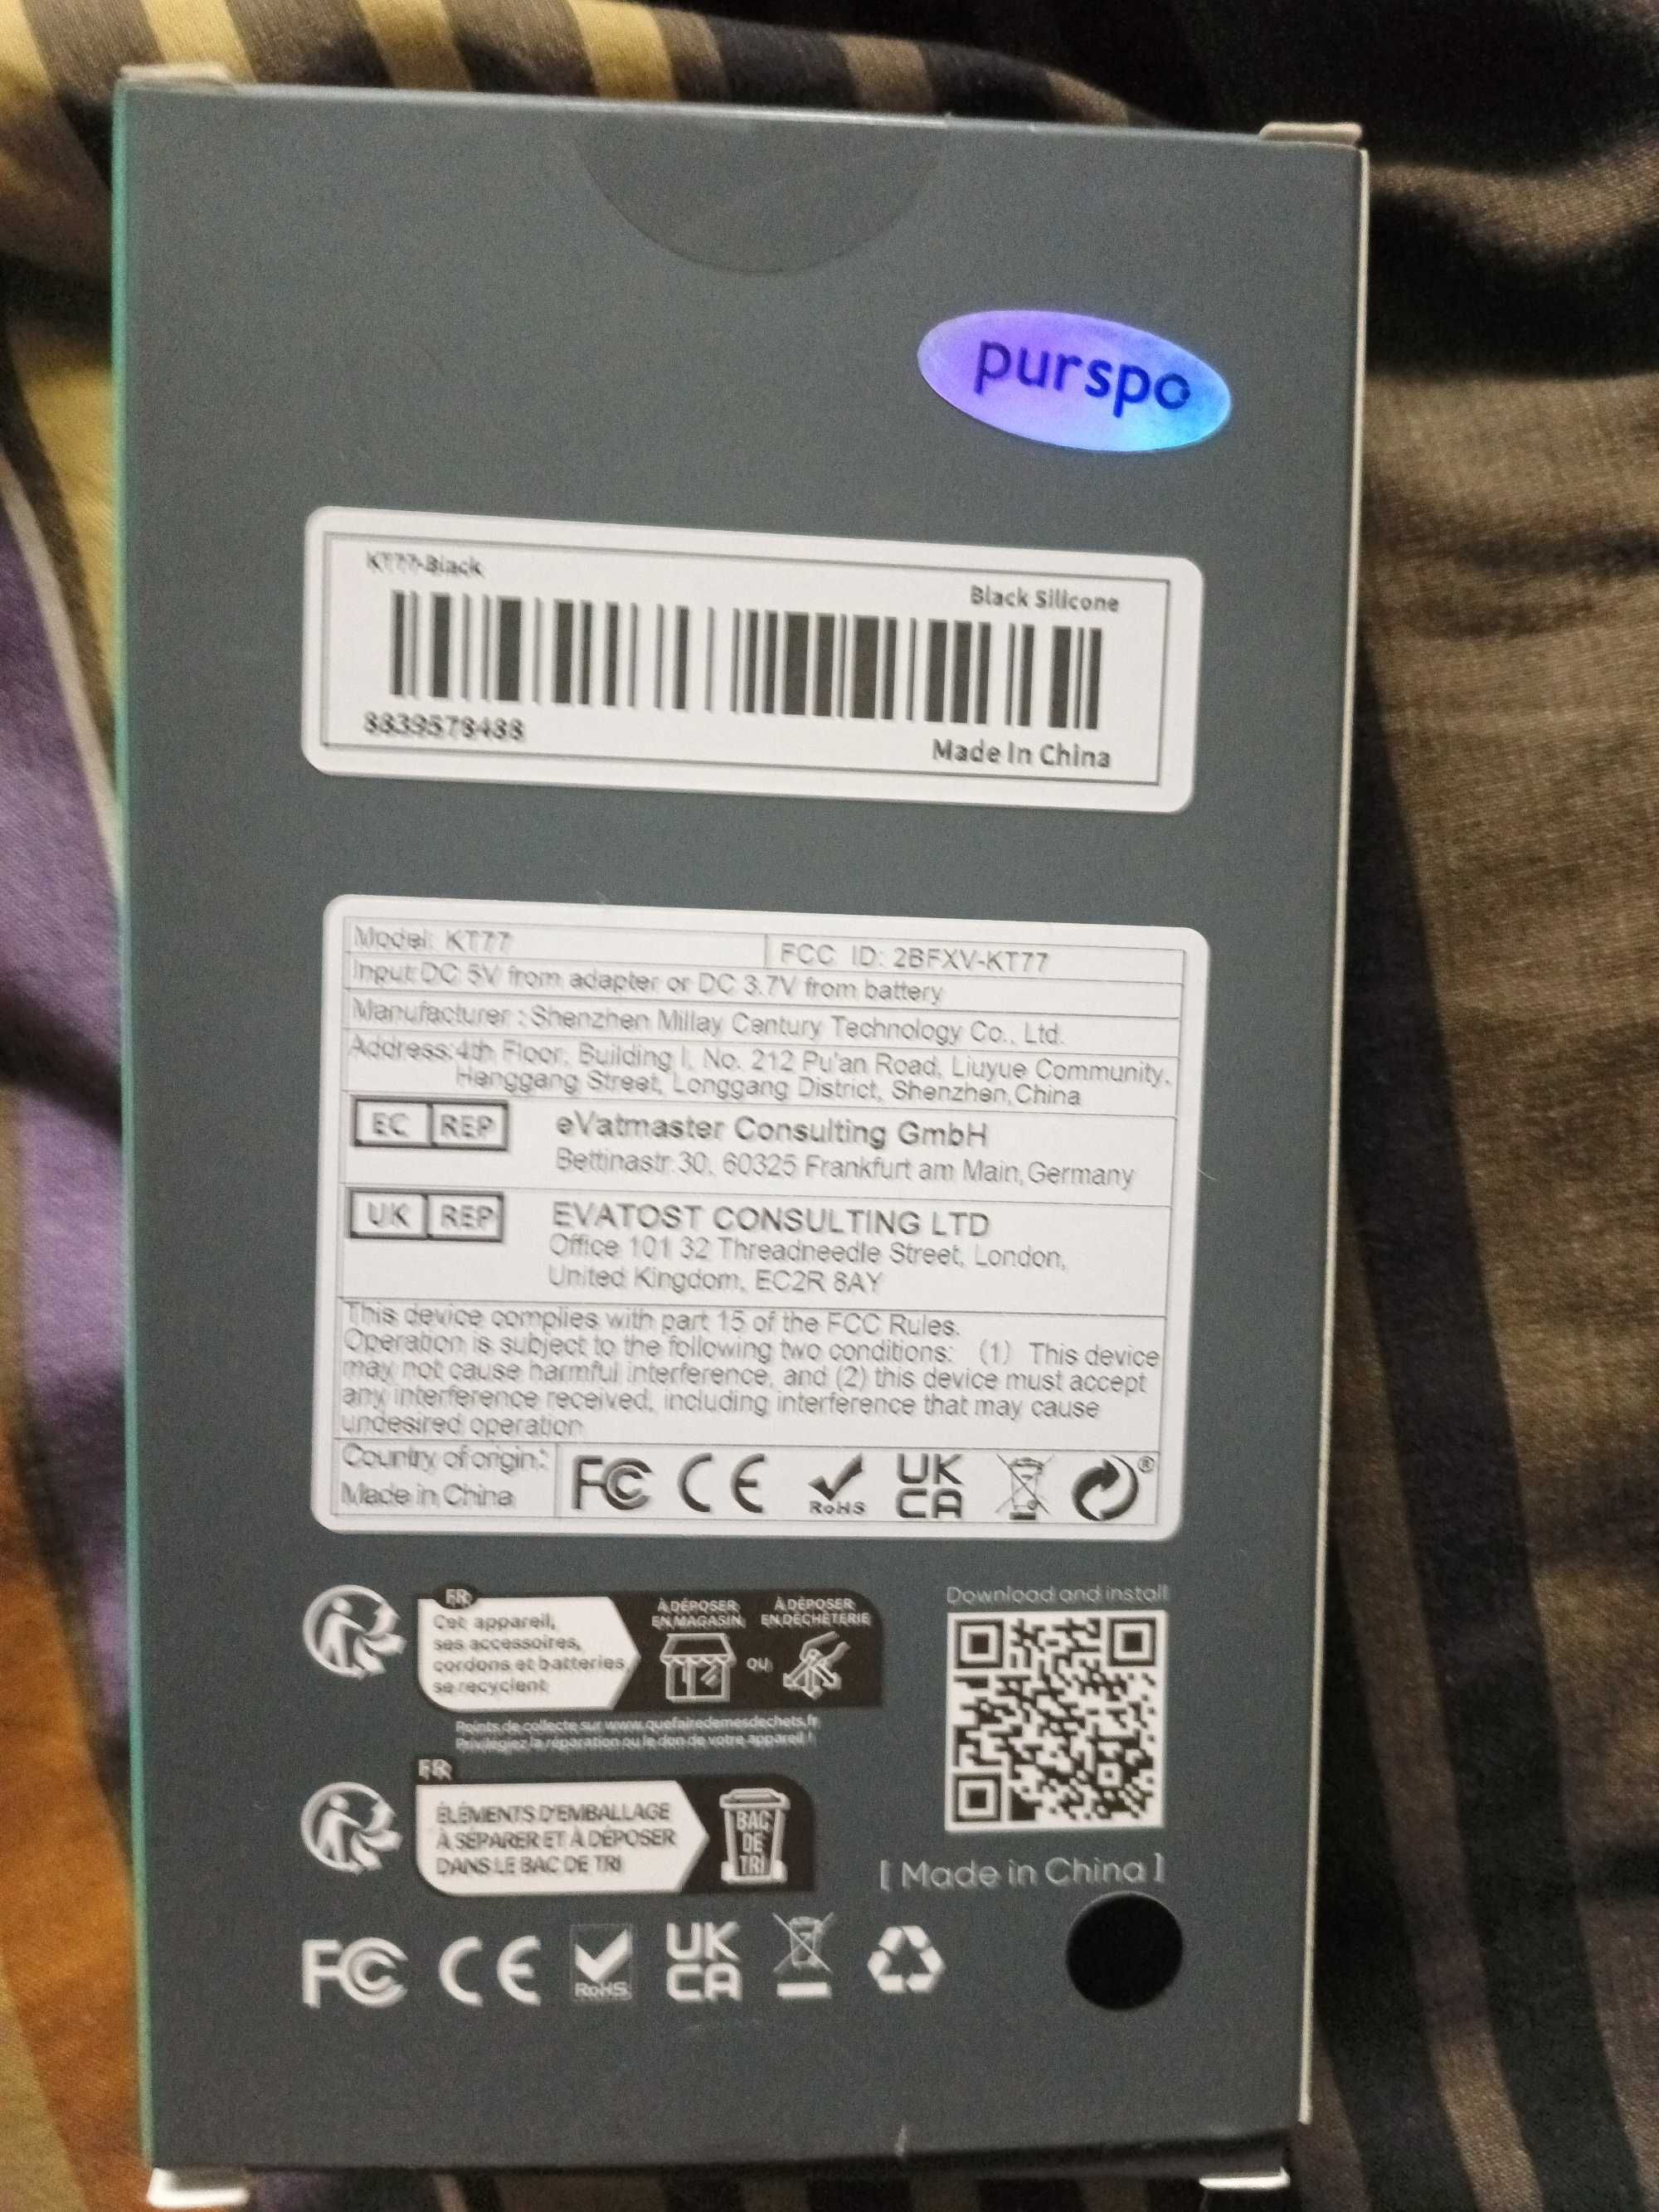 purspo
KT77-Black
Black Silicone
8839578488
Made In China
Model: KT77
FCC ID: 2BFXV-KT77
Input:DC 5V from adapter or DC 3.7V from battery
Manufacturer : Shenzhen Millay Century Technology Co., Ltd.
Address:4th Floor, Building I, No. 212 Pu'an Road, Liuyue Community,
Henggang Street, Longgang District, Shenzhen,China
EC REP
eVatmaster Consulting GmbH
Bettinastr.30, 60325 Frankfurt am Main,Germany
UK REP
EVATOST CONSULTING LTD
Office 101 32 Threadneedle Street, London,
United Kingdom, EC2R 8AY
This device complies with part 15 of the FCC Rules.
Operation is subject to the following two conditions: (1) This device
may not cause harmful interference, and (2) this device must accept
any interference received, including interference that may cause
undesired operation
Country of origin:
Made in China
FC CE RoHS UK CA ®
FR
Cet appareil,
ses accessoires,
cordons et batteries
se recyclent
À DÉPOSER
EN MAGASIN
OU
À DÉPOSER
EN DÉCHÈTERIE
Points de collecte sur www.quefairedemesdechets.fr
Privilégiez la réparation ou le don de votre appareil !
Download and install
FR
ÉLÉMENTS D'EMBALLAGE
À SÉPARER ET À DÉPOSER
DANS LE BAC DE TRI
BAC
DE
TRI
[ Made in China ]
FC CE RoHS UK CA